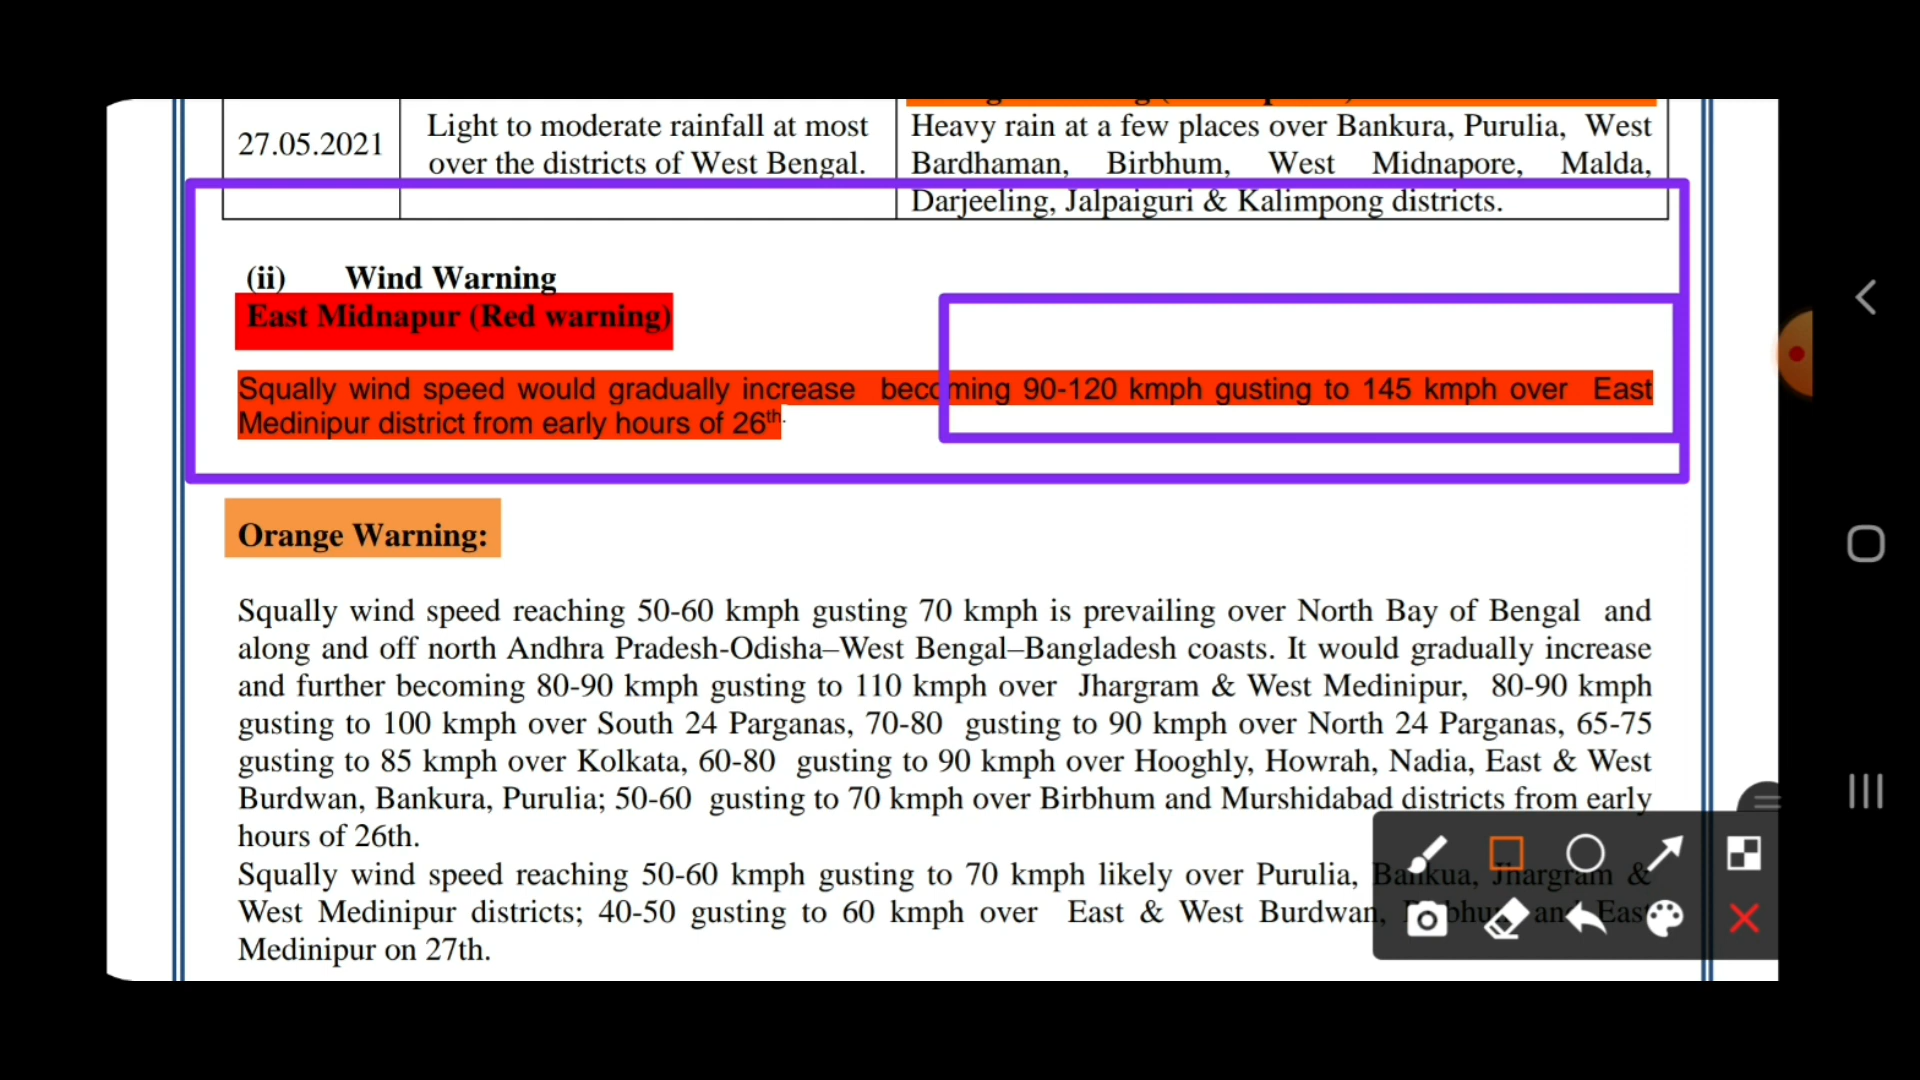 27.05.2021
Light to moderate rainfall at most
over the districts of West Bengal.
Heavy rain at a few places over Bankura, Purulia, West
Bardhaman, Birbhum, West Midnapore, Malda,
Darjeeling, Jalpaiguri & Kalimpong districts.
(ii) Wind Warning
East Midnapur (Red warning)
Squally wind speed would gradually increase becoming 90-120 kmph gusting to 145 kmph over East
Medinipur district from early hours of 26th.
Orange Warning:
Squally wind speed reaching 50-60 kmph gusting 70 kmph is prevailing over North Bay of Bengal and
along and off north Andhra Pradesh-Odisha–West Bengal–Bangladesh coasts. It would gradually increase
and further becoming 80-90 kmph gusting to 110 kmph over Jhargram & West Medinipur, 80-90 kmph
gusting to 100 kmph over South 24 Parganas, 70-80 gusting to 90 kmph over North 24 Parganas, 65-75
gusting to 85 kmph over Kolkata, 60-80 gusting to 90 kmph over Hooghly, Howrah, Nadia, East & West
Burdwan, Bankura, Purulia; 50-60 gusting to 70 kmph over Birbhum and Murshidabad districts from early
hours of 26th.
Squally wind speed reaching 50-60 kmph gusting to 70 kmph likely over Purulia, Bankua, Jhargram &
West Medinipur districts; 40-50 gusting to 60 kmph over East & West Burdwan, and East
Medinipur on 27th.